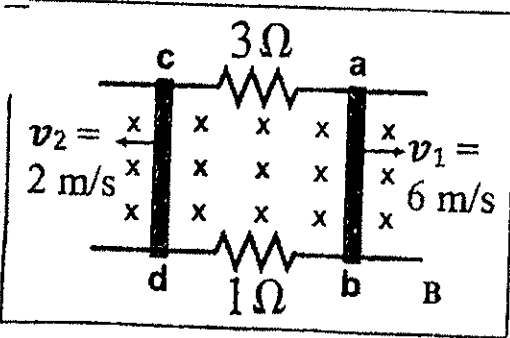 3Ω
c a
x x x x x
v₂ = v₁ =
x x x x x
2 m/s 6 m/s
x x x x x
d b
1Ω B